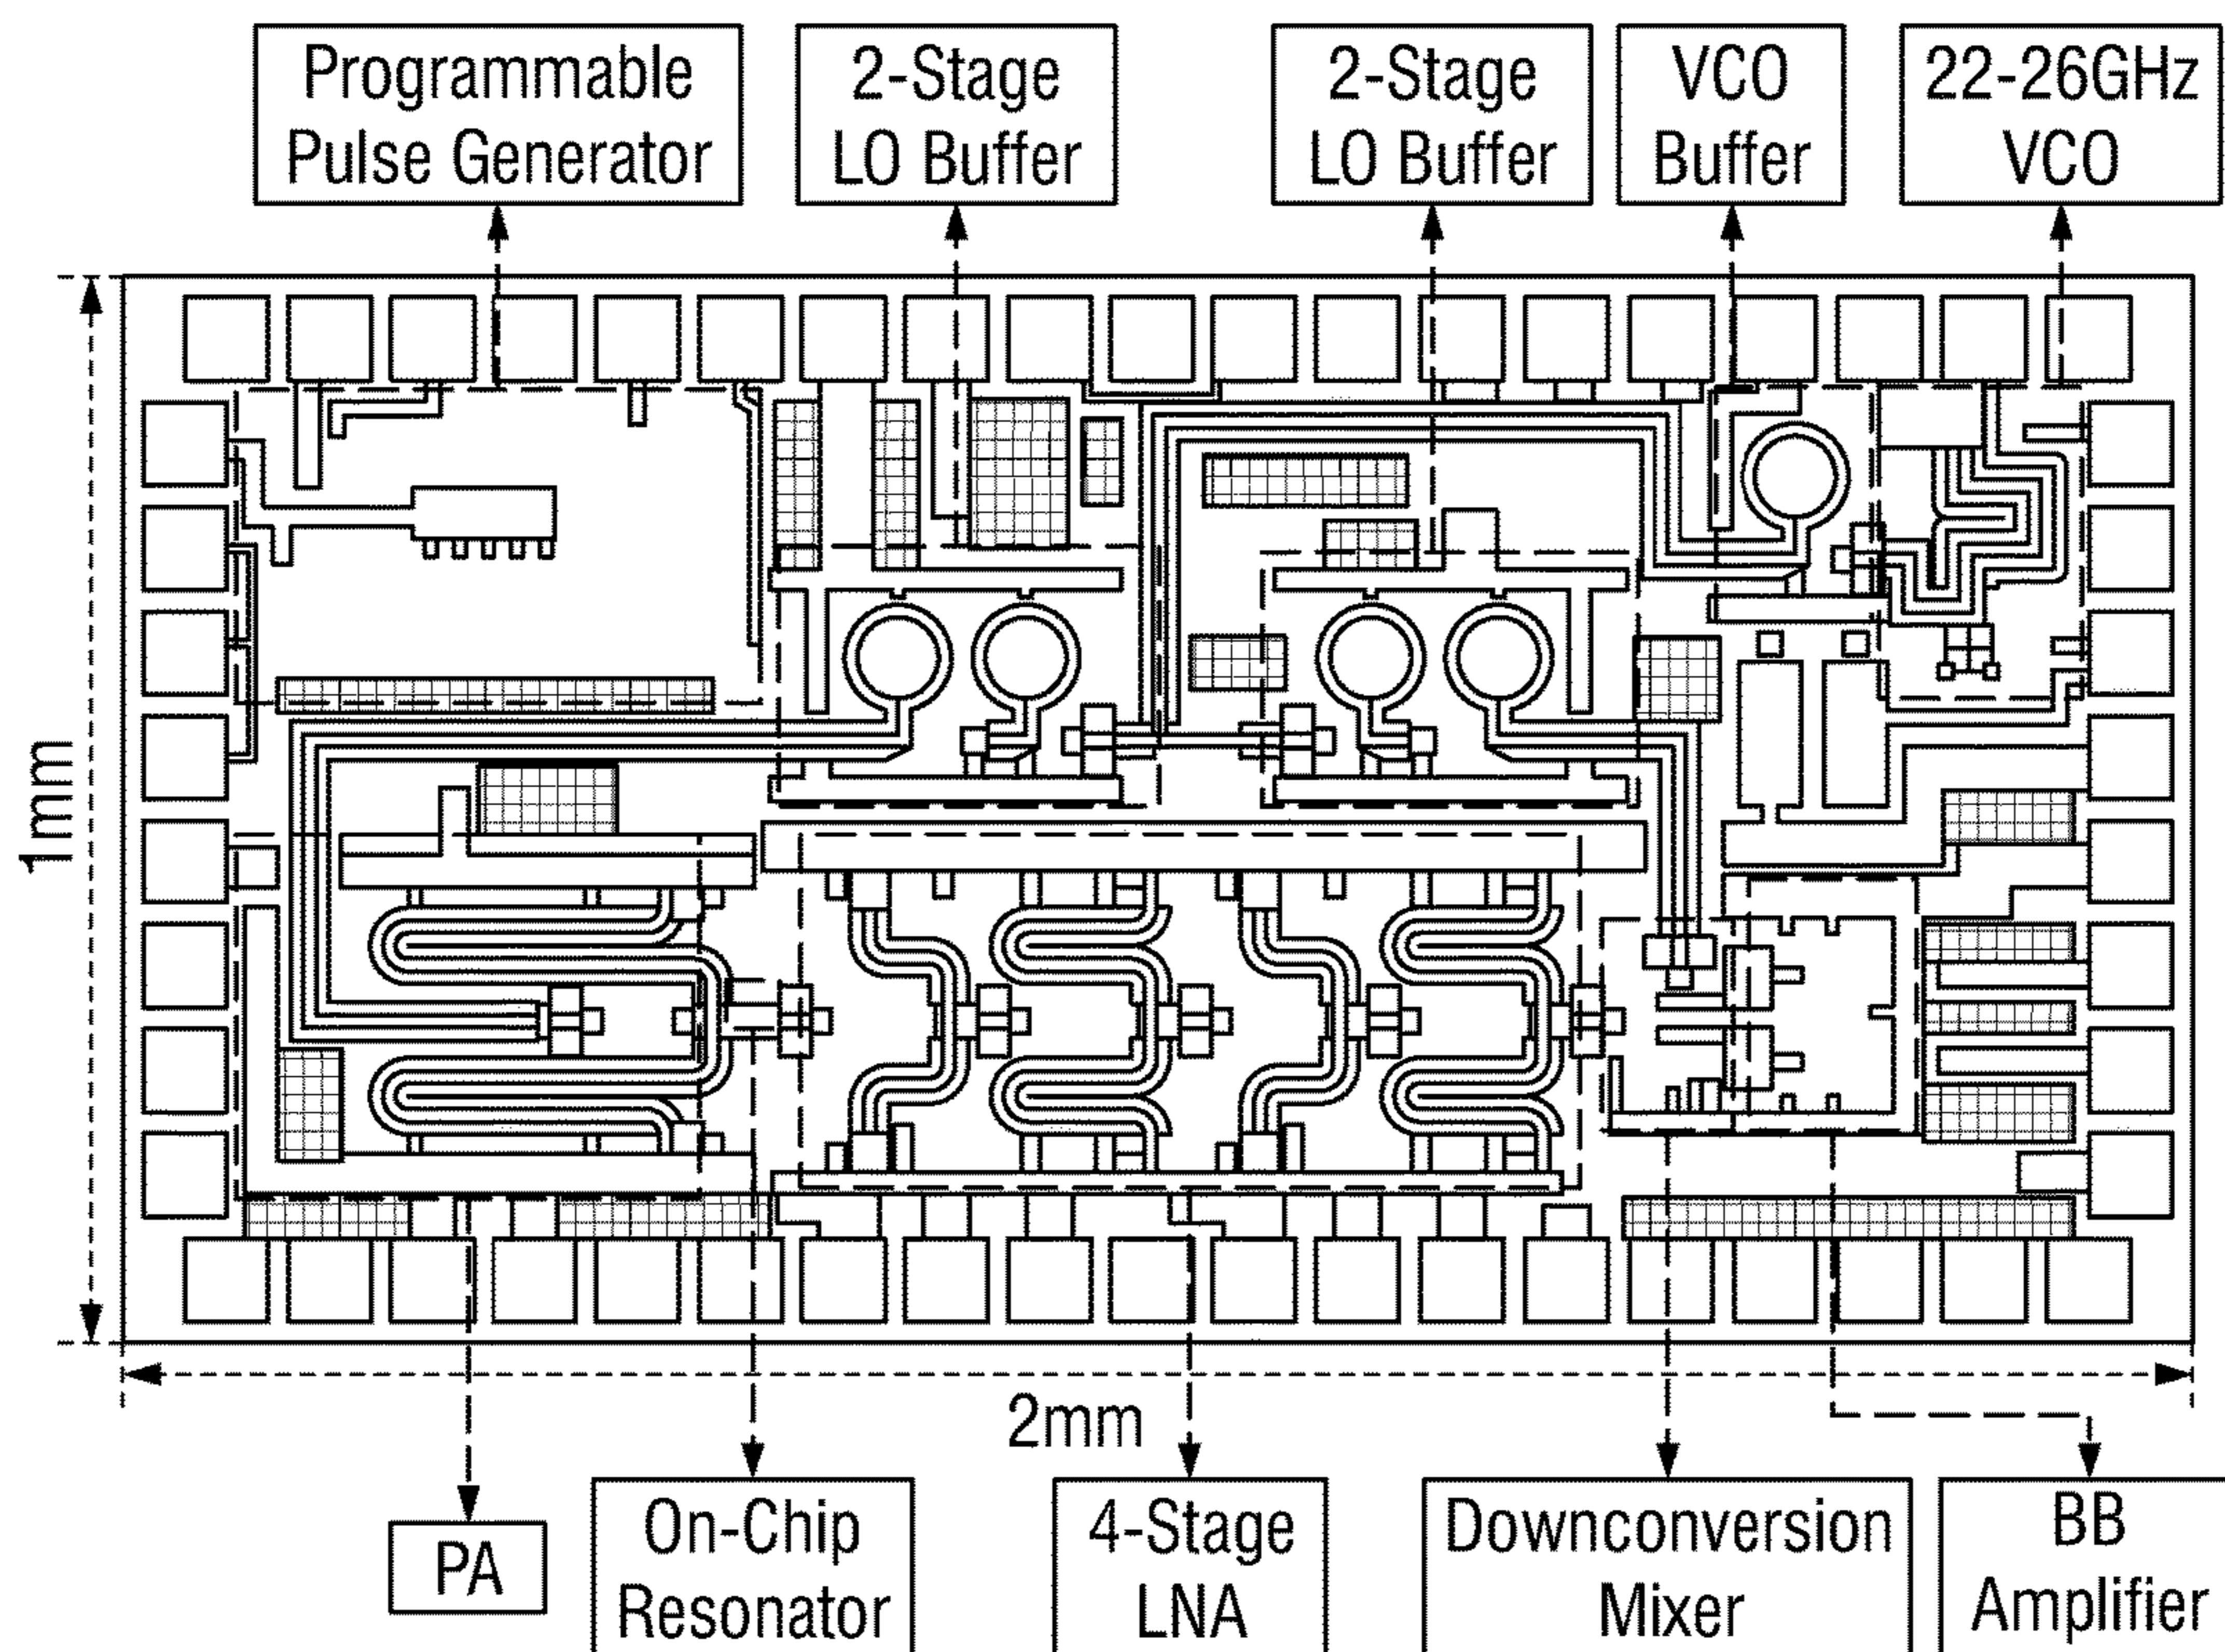 Programmable
Pulse Generator
2-Stage
LO Buffer
2-Stage
LO Buffer
VCO
Buffer
22-26GHz
VCO
1mm
2mm
PA
On-Chip
Resonator
4-Stage
LNA
Downconversion
Mixer
BB
Amplifier